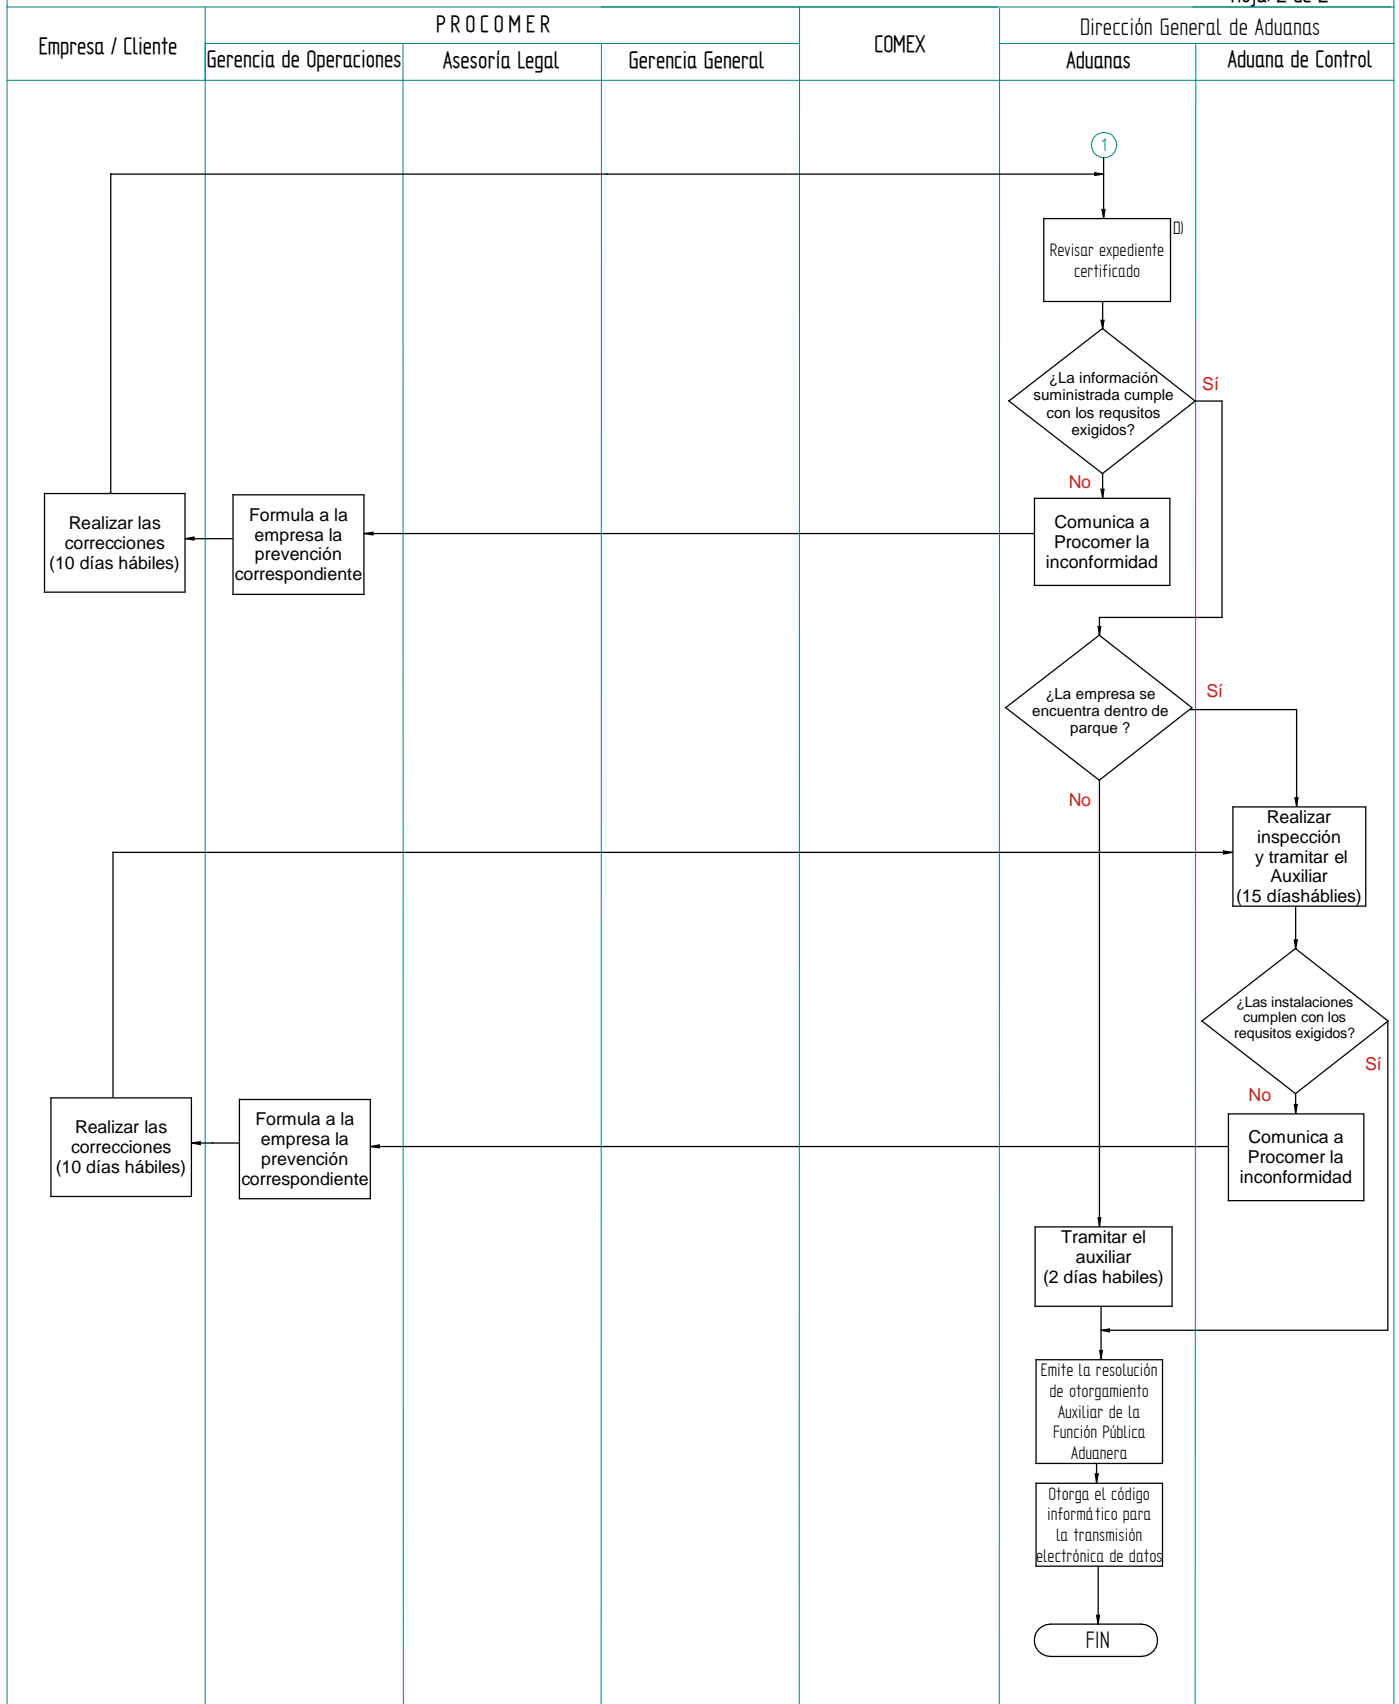 Hoja: 2 de 2
Empresa / Cliente
PROCOMER
COMEX
Dirección General de Aduanas
Gerencia de Operaciones
Asesoría Legal
Gerencia General
Aduanas
Aduana de Control
1
D)
Revisar expediente
certificado
¿La información
suministrada cumple
con los requsitos
exigidos?
Sí
No
Realizar las
correcciones
(10 días hábiles)
Formula a la
empresa la
prevención
correspondiente
Comunica a
Procomer la
inconformidad
¿La empresa se
encuentra dentro de
parque ?
Sí
No
Realizar
inspección
y tramitar el
Auxiliar
(15 díasháblies)
¿Las instalaciones
cumplen con los
requsitos exigidos?
Sí
No
Realizar las
correcciones
(10 días hábiles)
Formula a la
empresa la
prevención
correspondiente
Comunica a
Procomer la
inconformidad
Tramitar el
auxiliar
(2 días habiles)
Emite la resolución
de otorgamiento
Auxiliar de la
Función Pública
Aduanera
Otorga el código
informático para
la transmisión
electrónica de datos
FIN